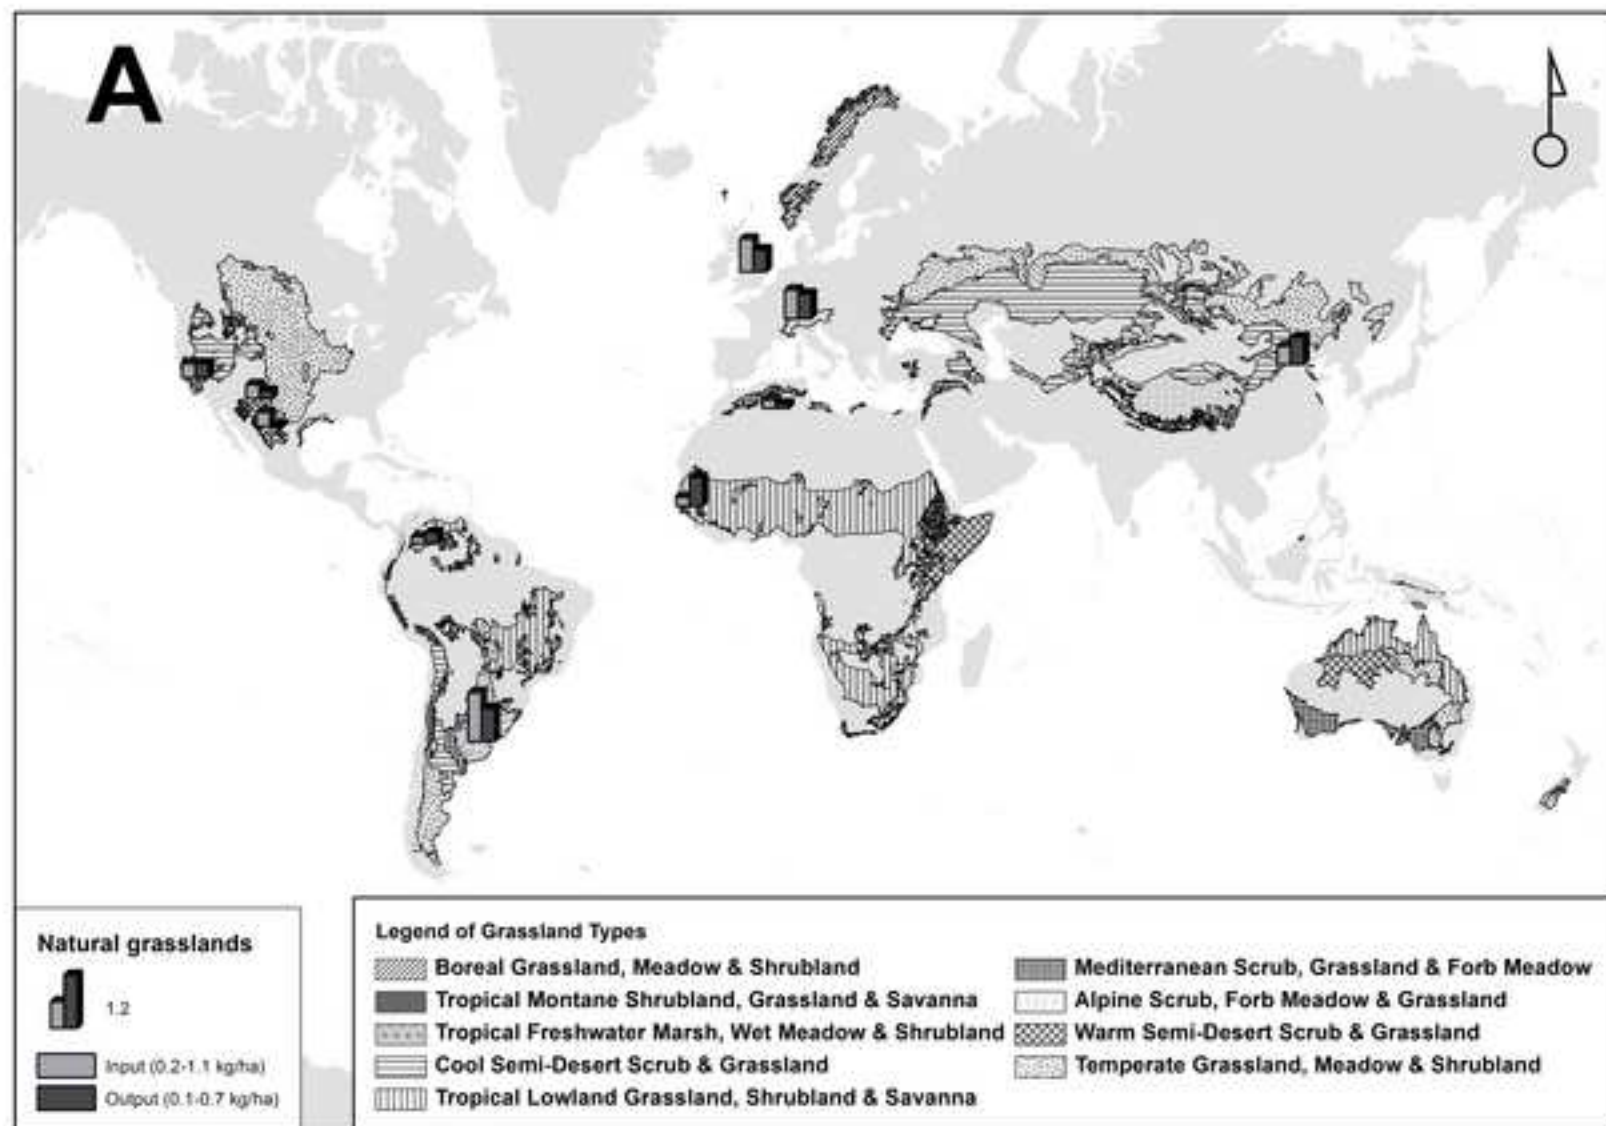 A
Natural grasslands
1.2
Input (0.2-1.1 kg/ha)
Output (0.1-0.7 kg/ha)
Legend of Grassland Types
Boreal Grassland, Meadow & Shrubland
Tropical Montane Shrubland, Grassland & Savanna
Tropical Freshwater Marsh, Wet Meadow & Shrubland
Cool Semi-Desert Scrub & Grassland
Tropical Lowland Grassland, Shrubland & Savanna
Mediterranean Scrub, Grassland & Forb Meadow
Alpine Scrub, Forb Meadow & Grassland
Warm Semi-Desert Scrub & Grassland
Temperate Grassland, Meadow & Shrubland